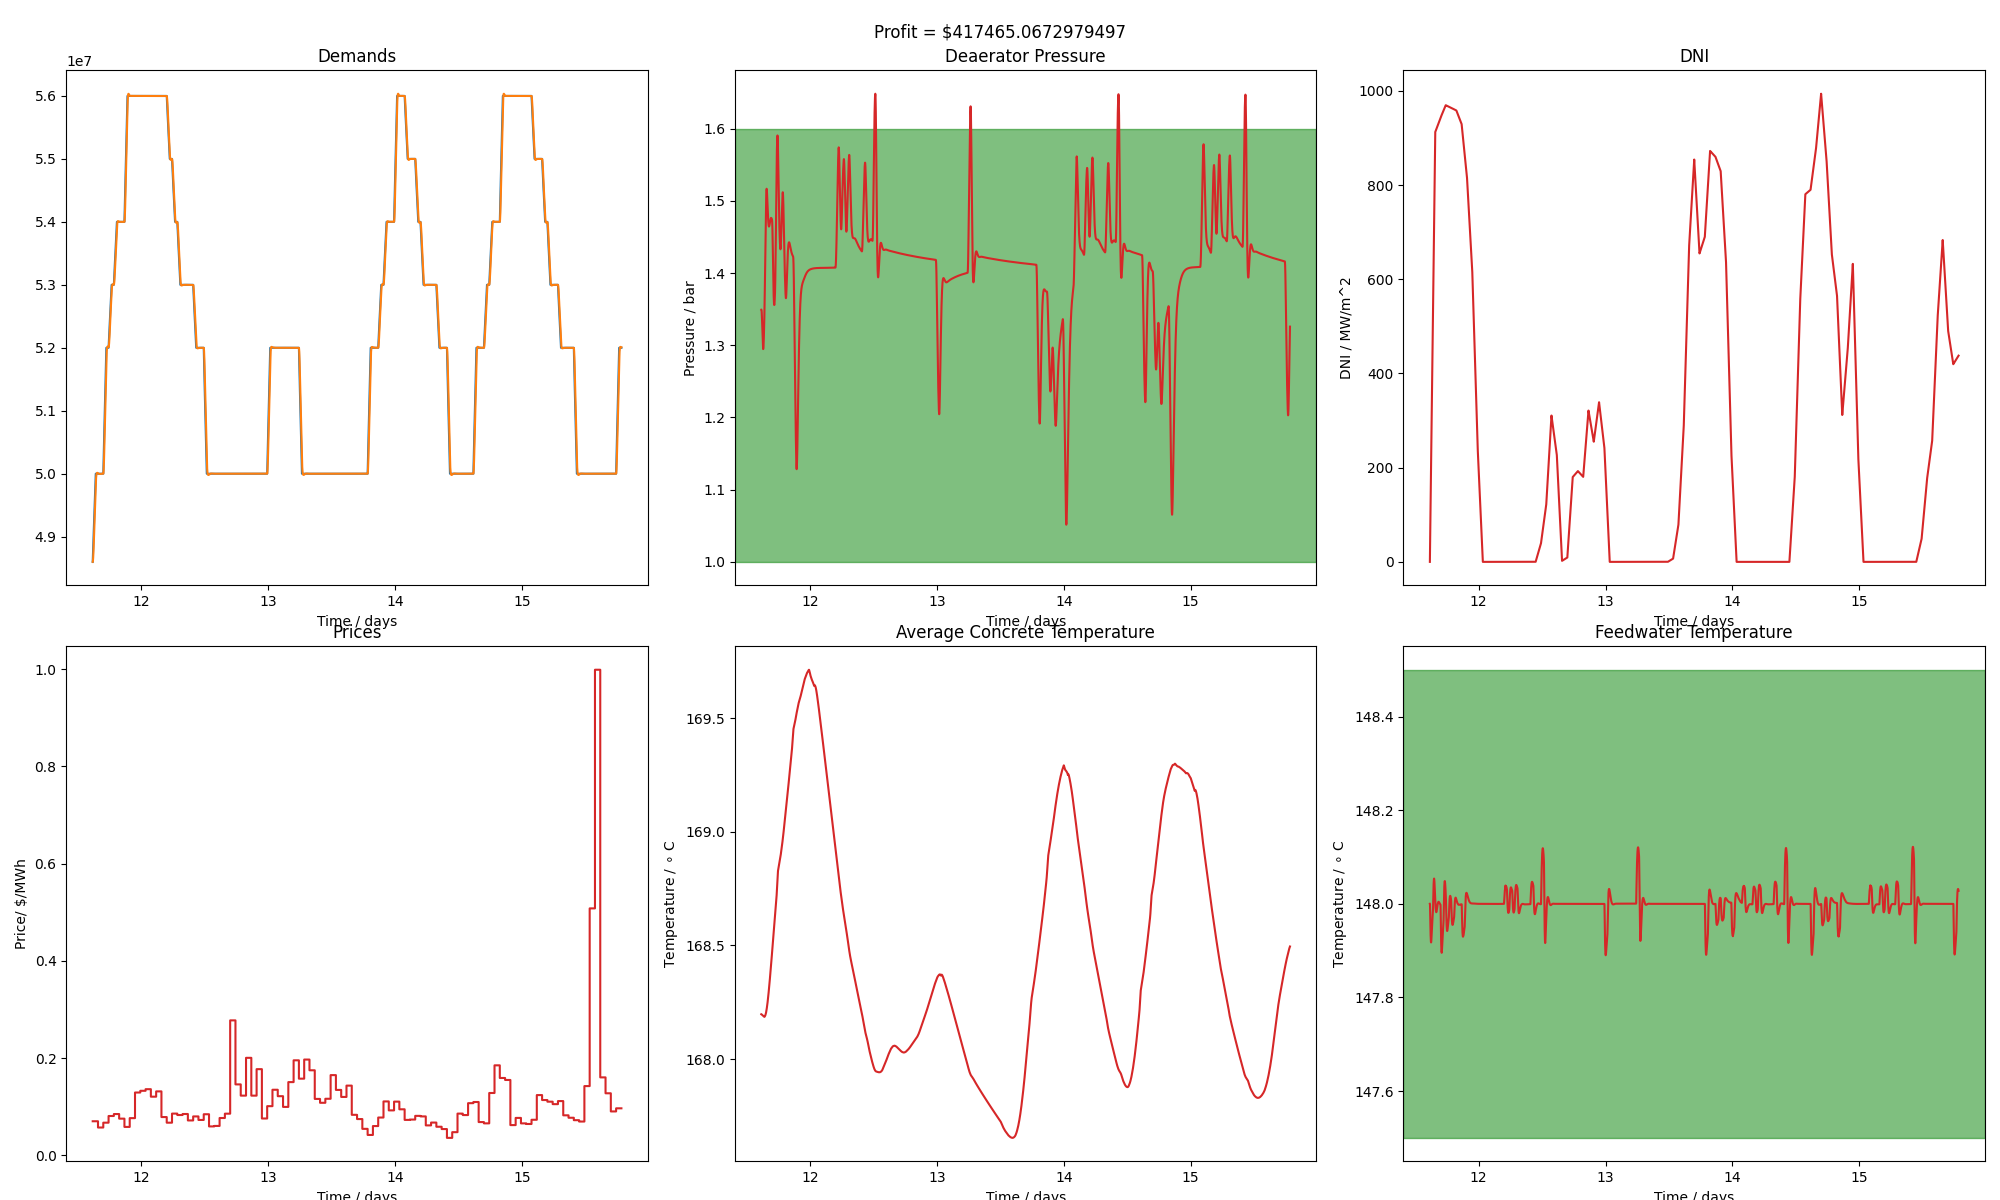 Profit = $417465.0672979497
Demands
1e7
5.6
5.5
5.4
5.3
5.2
5.1
5.0
4.9
12 13 14 15
Time / days
Deaerator Pressure
Pressure / bar
1.6
1.5
1.4
1.3
1.2
1.1
1.0
12 13 14 15
Time / days
DNI
DNI / MW/m^2
1000
800
600
400
200
0
12 13 14 15
Time / days
Prices
Price/ $/MWh
1.0
0.8
0.6
0.4
0.2
0.0
12 13 14 15
Time / days
Average Concrete Temperature
Temperature / ∘ C
169.5
169.0
168.5
168.0
12 13 14 15
Time / days
Feedwater Temperature
Temperature / ∘ C
148.4
148.2
148.0
147.8
147.6
12 13 14 15
Time / days